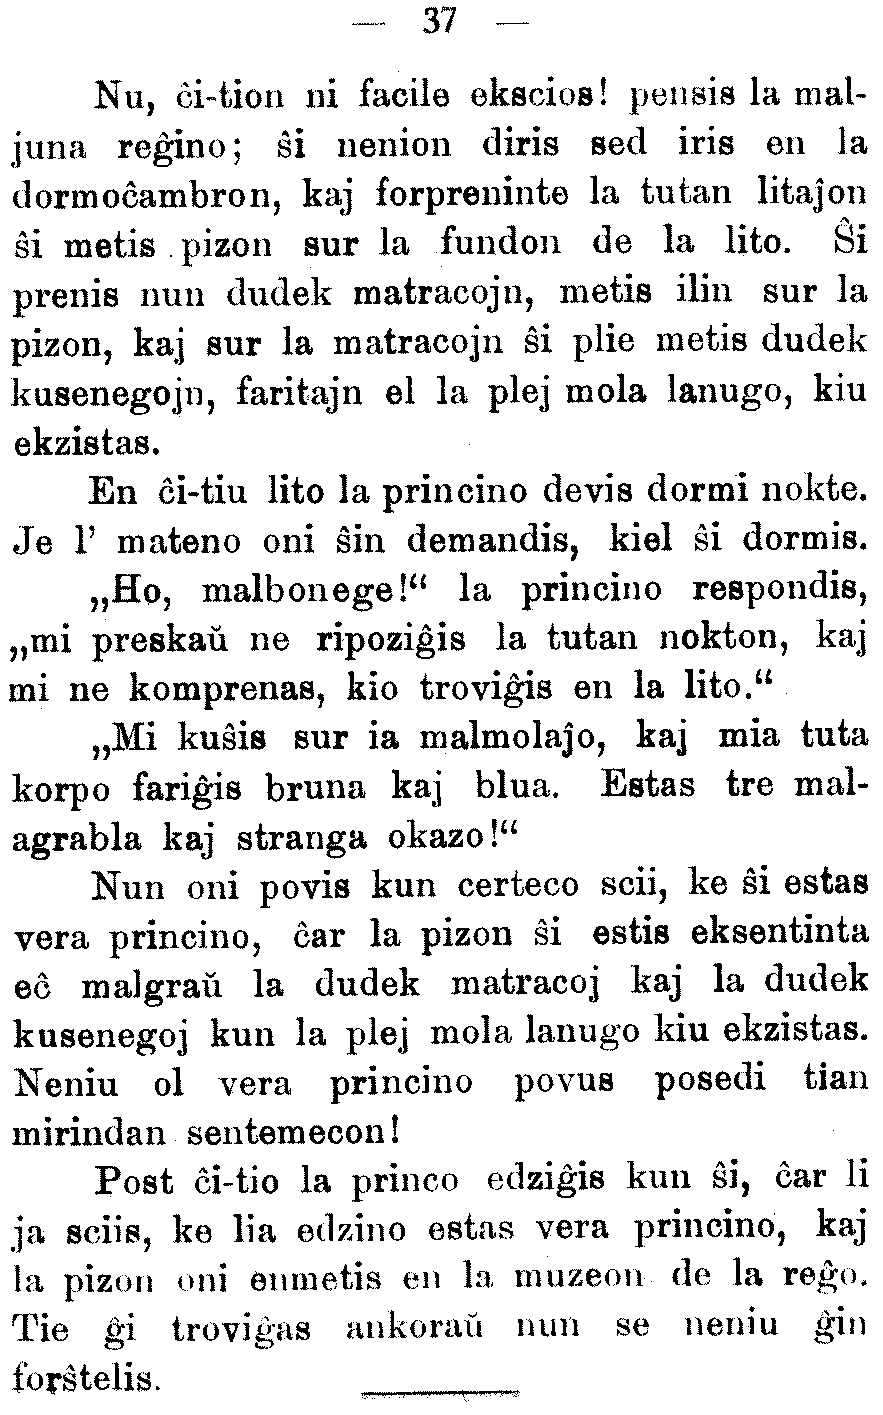 — 37 —
Nu, ĉi-tion ni facile ekscios! pensis la mal-
juna reĝino; ŝi nenion diris sed iris en la
dormoĉambron, kaj forpreninte la tutan litaĵon
ŝi metis pizon sur la fundon de la lito. Ŝi
prenis nun dudek matracojn, metis ilin sur la
pizon, kaj sur la matracojn ŝi plie metis dudek
kusenegojn, faritajn el la plej mola lanugo, kiu
ekzistas.
En ĉi-tiu lito la princino devis dormi nokte.
Je l’ mateno oni ŝin demandis, kiel ŝi dormis.
„Ho, malbonege!“ la princino respondis,
„mi preskaŭ ne ripoziĝis la tutan nokton, kaj
mi ne komprenas, kio troviĝis en la lito.“
„Mi kuŝis sur ia malmolaĵo, kaj mia tuta
korpo fariĝis bruna kaj blua. Estas tre mal-
agrabla kaj stranga okazo!“
Nun oni povis kun certeco scii, ke ŝi estas
vera princino, ĉar la pizon ŝi estis eksentinta
eĉ malgraŭ la dudek matracoj kaj la dudek
kusenegoj kun la plej mola lanugo kiu ekzistas.
Neniu ol vera princino povus posedi tian
mirindan sentemecon!
Post ĉi-tio la princo edziĝis kun ŝi, ĉar li
ja sciis, ke lia edzino estas vera princino, kaj
la pizon oni enmetis en la muzeon de la reĝo.
Tie ĝi troviĝas ankoraŭ nun se neniu ĝin
forŝtelis.